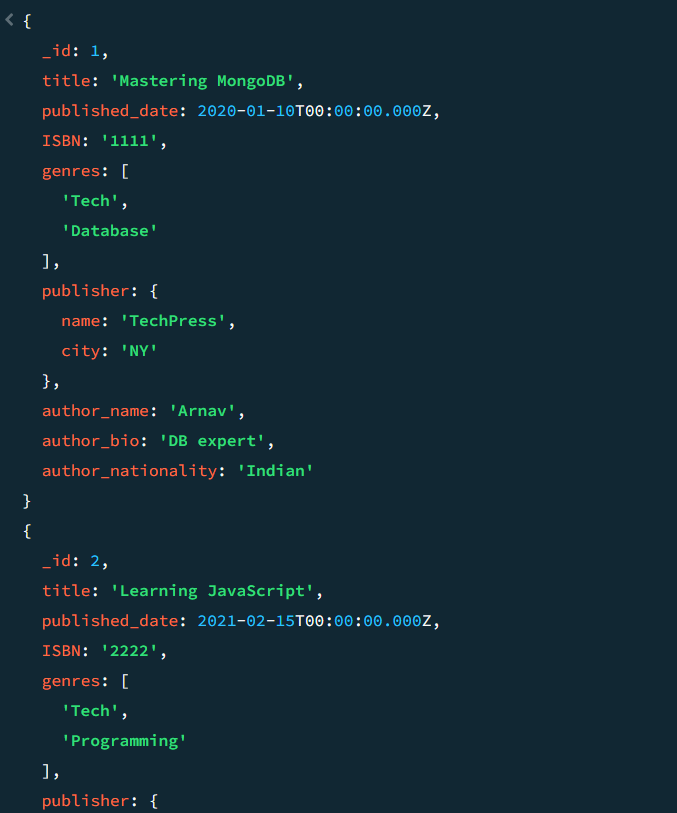 {
  _id: 1,
  title: 'Mastering MongoDB',
  published_date: 2020-01-10T00:00:00.000Z,
  ISBN: '1111',
  genres: [
    'Tech',
    'Database'
  ],
  publisher: {
    name: 'TechPress',
    city: 'NY'
  },
  author_name: 'Arnav',
  author_bio: 'DB expert',
  author_nationality: 'Indian'
}
{
  _id: 2,
  title: 'Learning JavaScript',
  published_date: 2021-02-15T00:00:00.000Z,
  ISBN: '2222',
  genres: [
    'Tech',
    'Programming'
  ],
  publisher: {